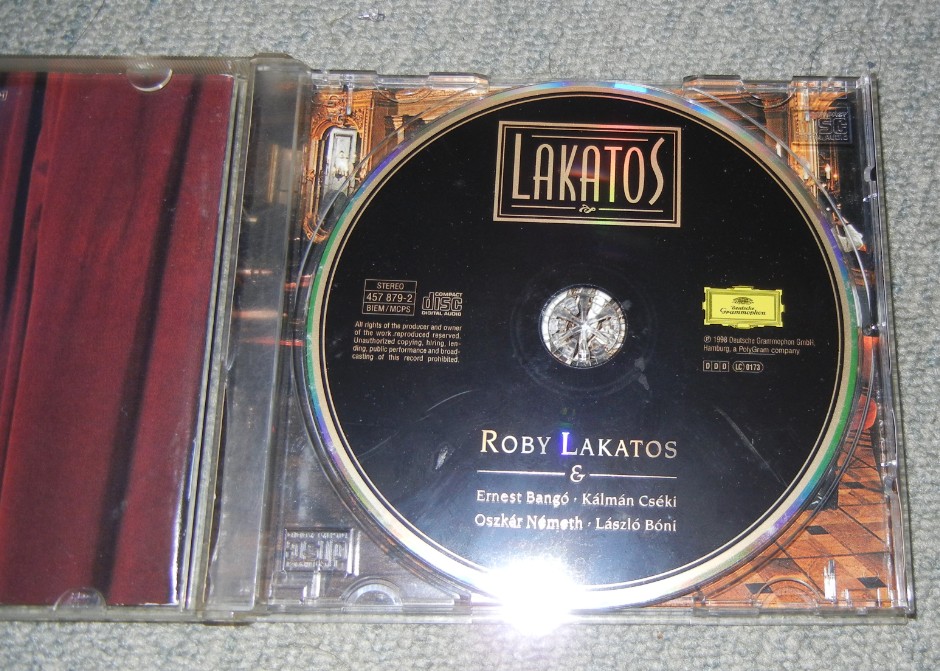 LAKATOS
STEREO
457 879-2
BIEM/MCPS
COMPACT
disc
DIGITAL AUDIO
All rights of the producer and owner
of the work reproduced reserved.
Unauthorized copying, hiring, len-
ding, public performance and broad-
casting of this record prohibited.
Deutsche
Grammophon
℗ 1998 Deutsche Grammophon GmbH,
Hamburg, a PolyGram company
D D D LC 0173
ROBY LAKATOS
&
Ernest Bangó · Kálmán Cséki
Oszkár Németh · László Bóni